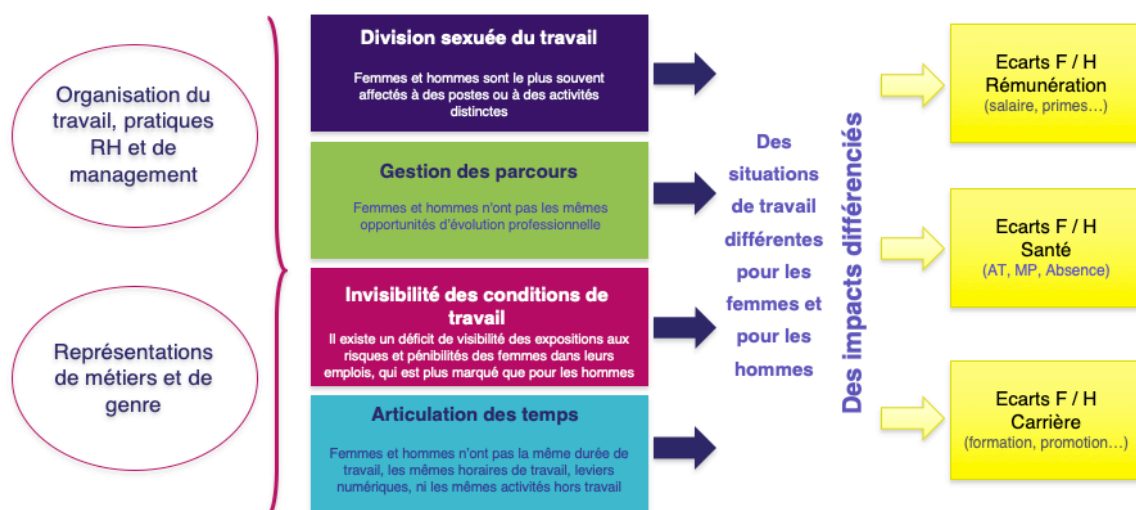 Organisation du
travail, pratiques
RH et de
management
Représentations
de métiers et de
genre
Division sexuée du travail
Femmes et hommes sont le plus souvent
affectés à des postes ou à des activités
distinctes
Gestion des parcours
Femmes et hommes n'ont pas les mêmes
opportunités d'évolution professionnelle
Invisibilité des conditions de
travail
Il existe un déficit de visibilité des expositions aux
risques et pénibilités des femmes dans leurs
emplois, qui est plus marqué que pour les hommes
Articulation des temps
Femmes et hommes n'ont pas la même durée de
travail, les mêmes horaires de travail, leviers
numériques, ni les mêmes activités hors travail
Des
situations
de travail
différentes
pour les
femmes et
pour les
hommes
Des impacts différenciés
Ecarts F / H
Rémunération
(salaire, primes...)
Ecarts F / H
Santé
(AT, MP, Absence)
Ecarts F / H
Carrière
(formation, promotion...)